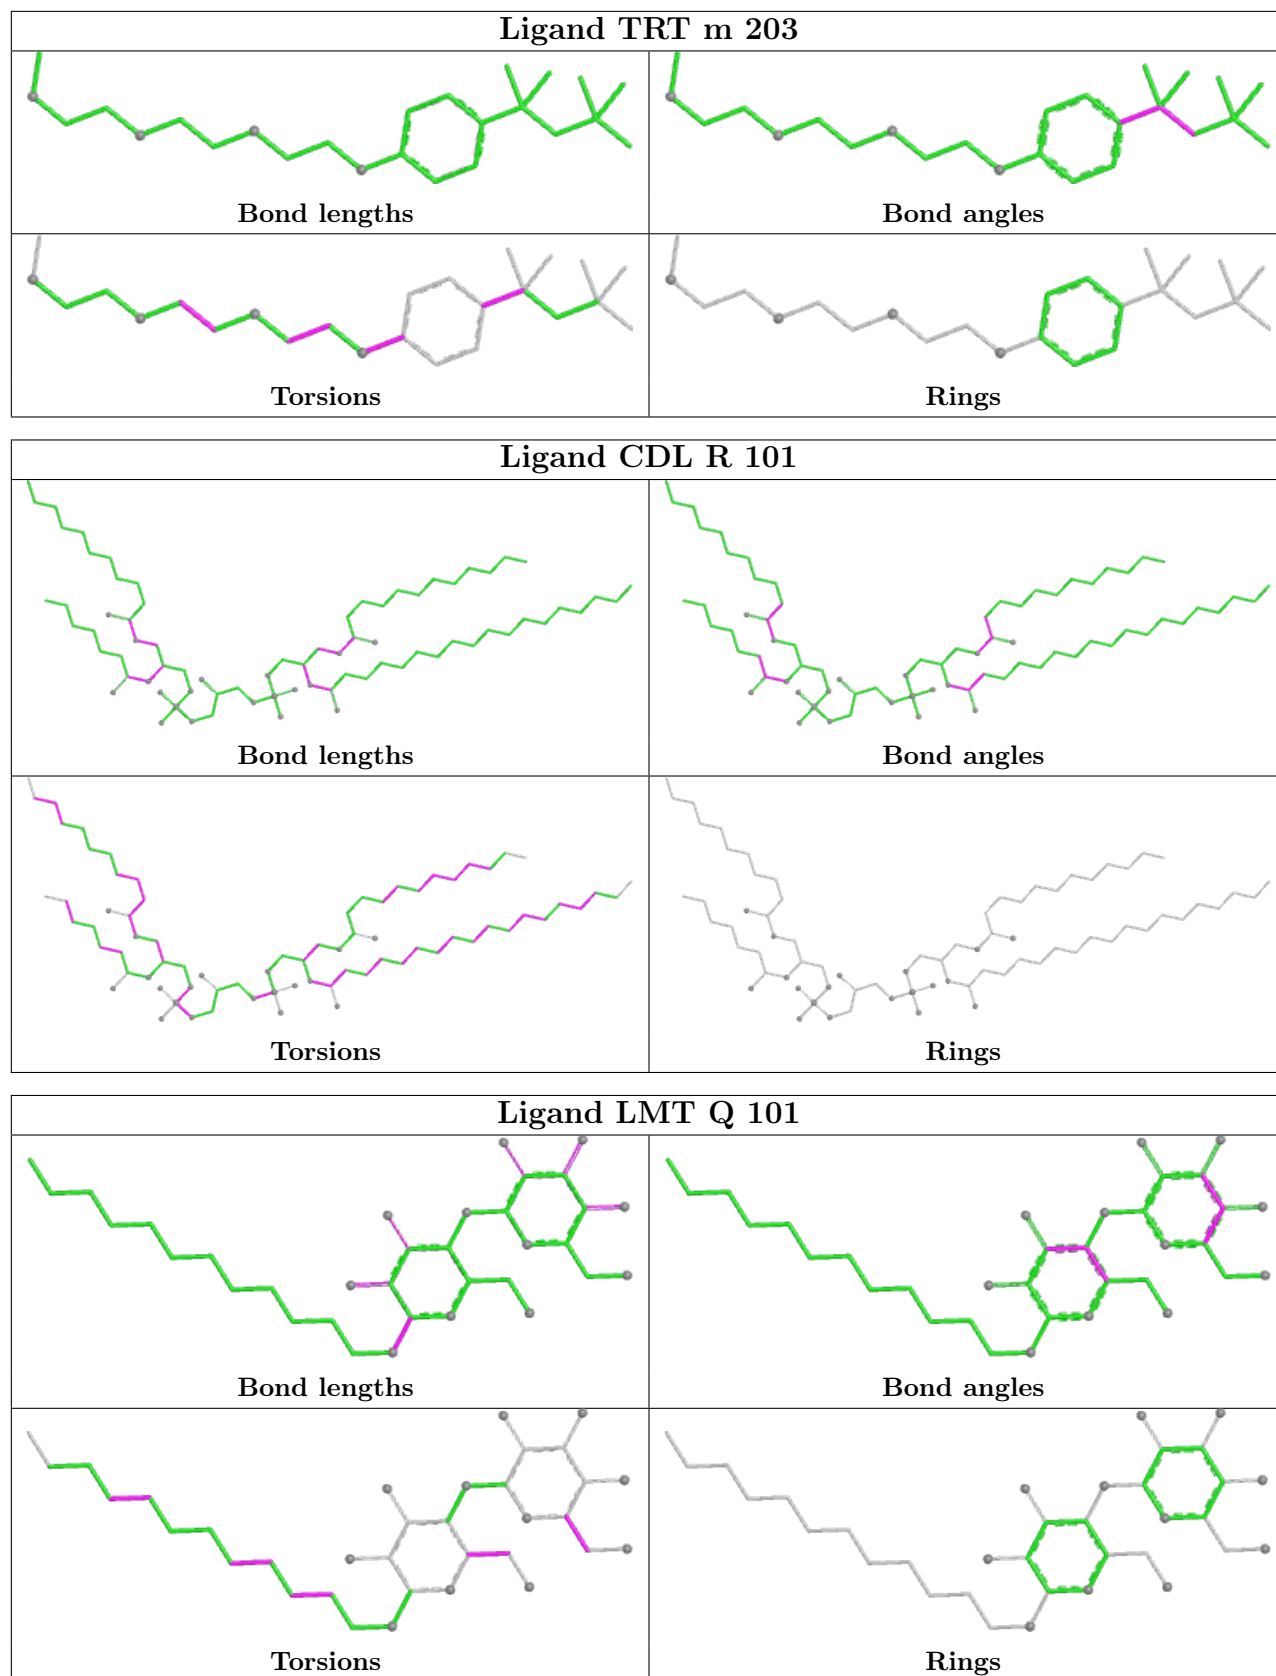 Ligand TRT m 203
Bond lengths
Bond angles
Torsions
Rings
Ligand CDL R 101
Bond lengths
Bond angles
Torsions
Rings
Ligand LMT Q 101
Bond lengths
Bond angles
Torsions
Rings